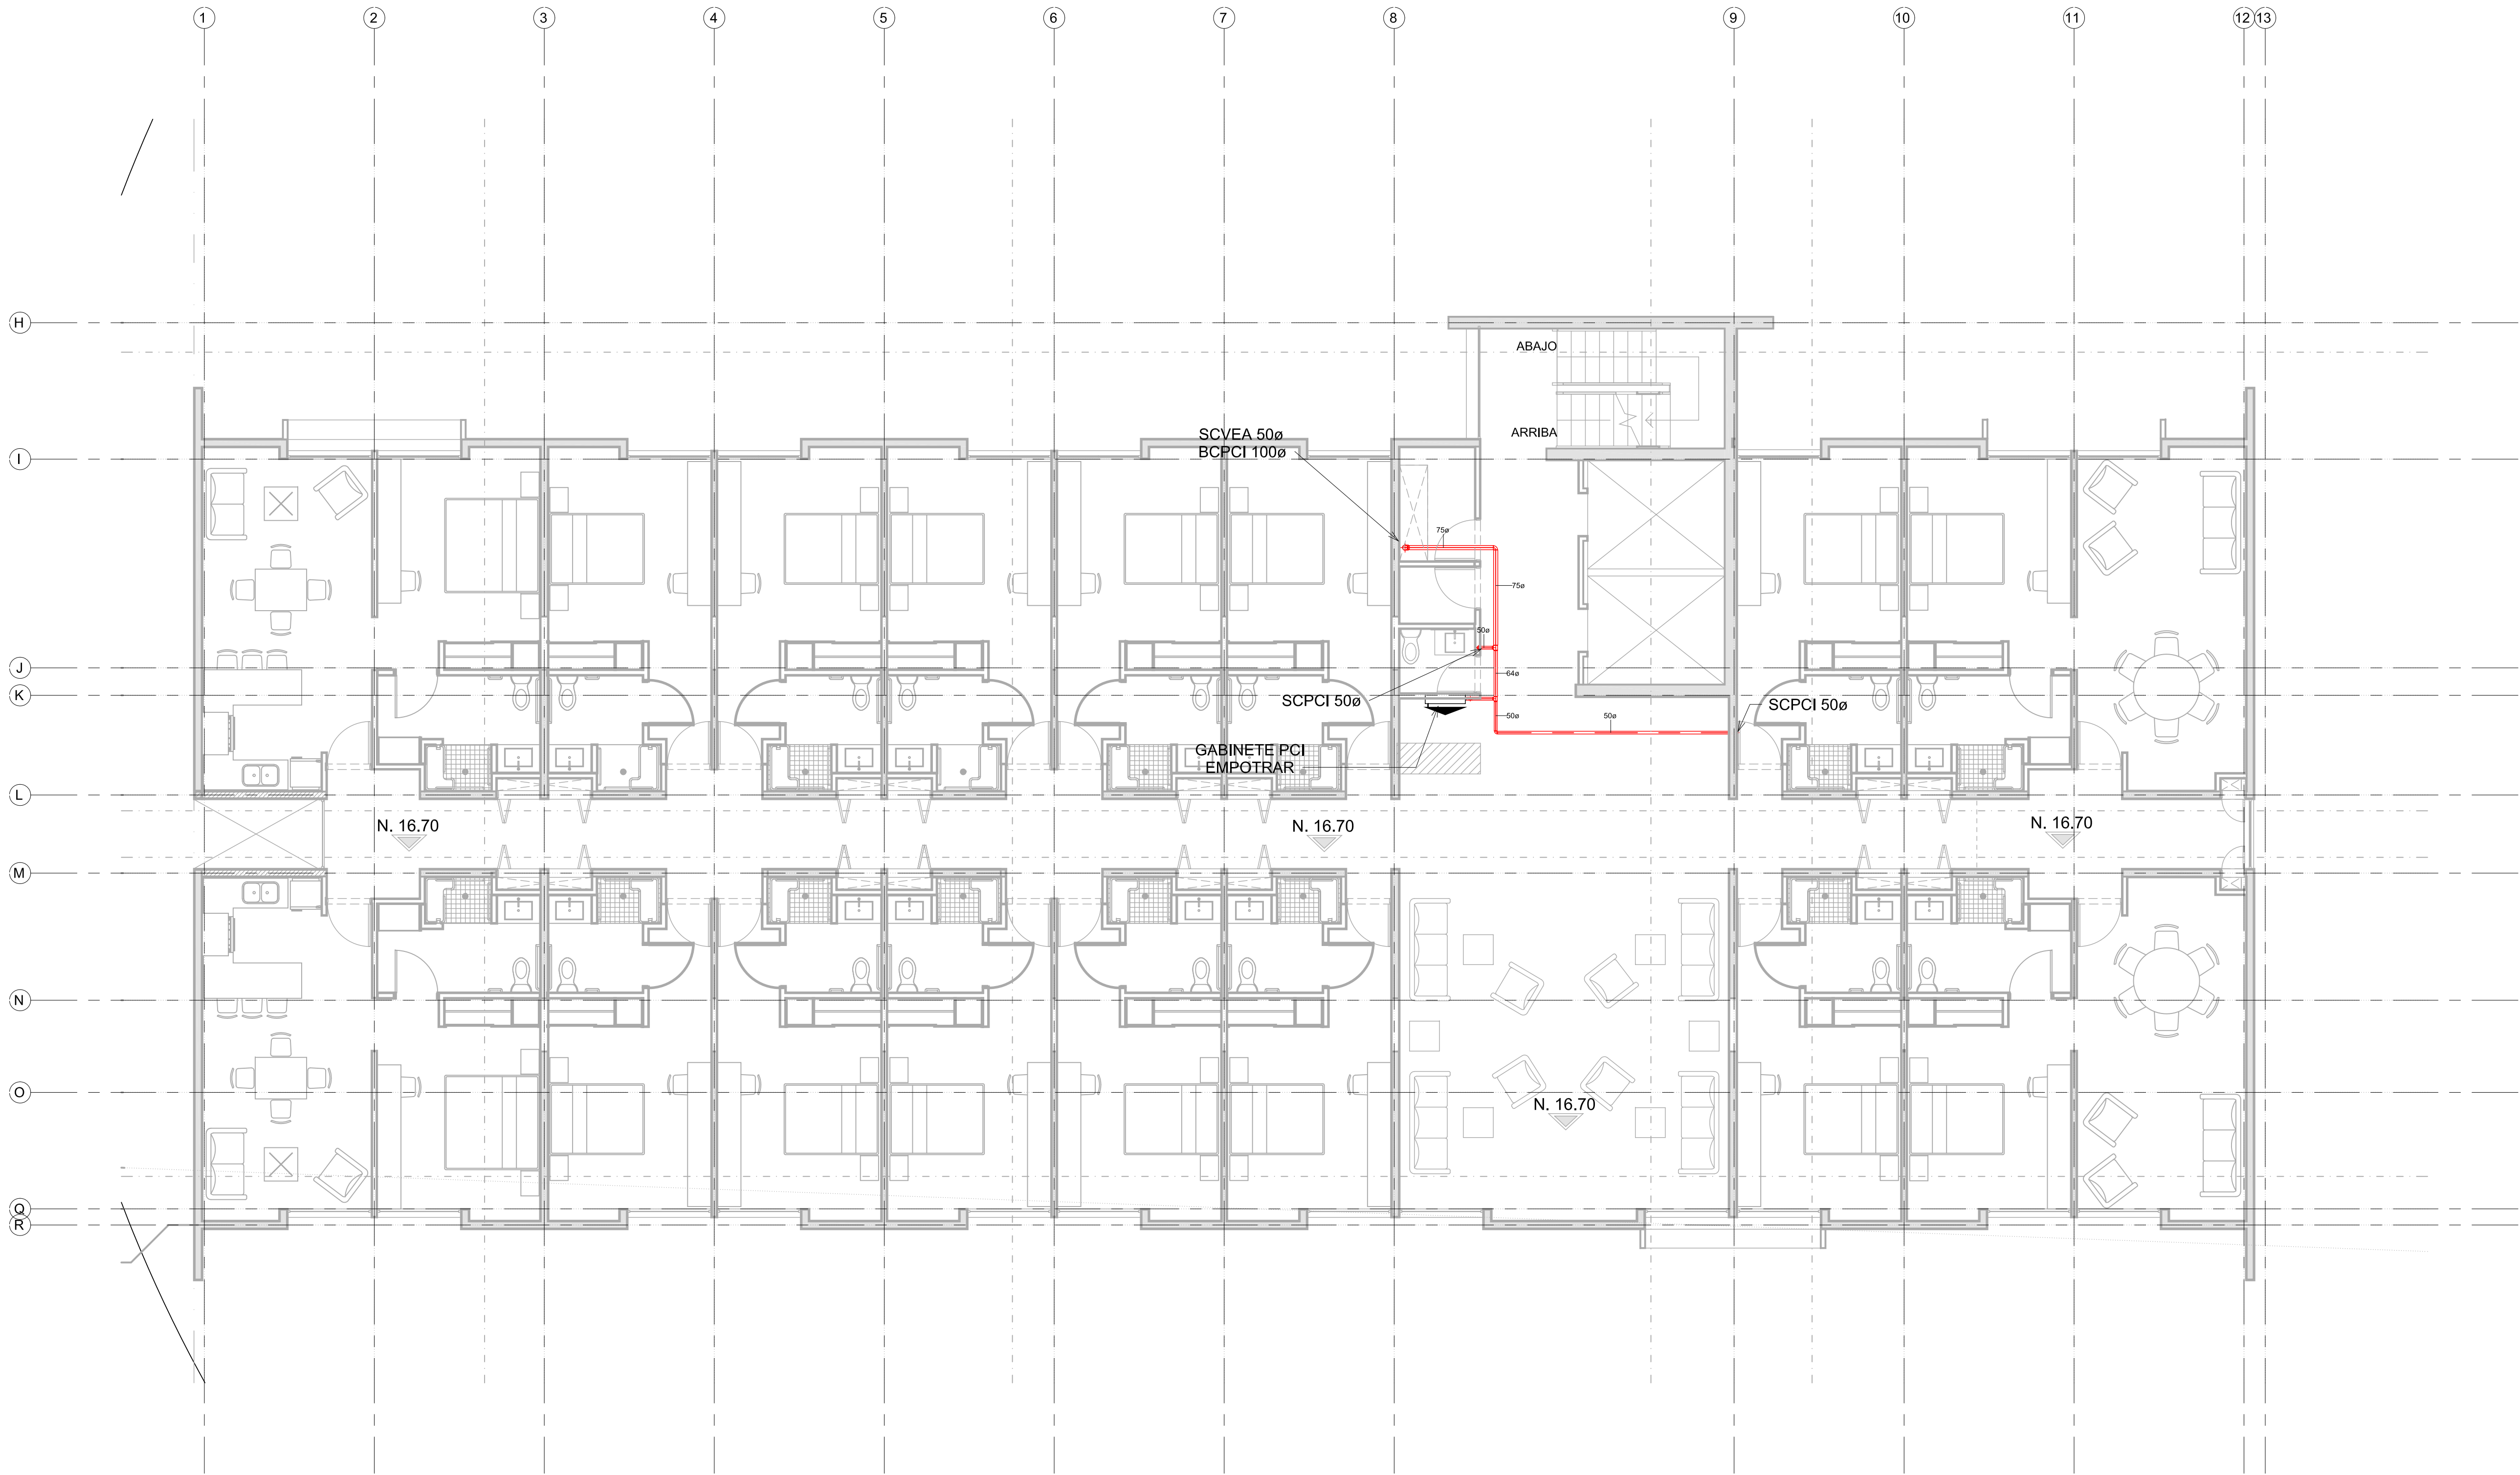 1
2
3
4
5
6
7
8
9
10
11
12
13
H
ABAJO
ARRIBA
SCVEA 50ø
BCPCI 100ø
I
75ø
75ø
50ø
J
64ø
K
SCPCI 50ø
SCPCI 50ø
50ø
50ø
GABINETE PCI
EMPOTRAR
L
N. 16.70
N. 16.70
N. 16.70
M
N
O
N. 16.70
Q
R